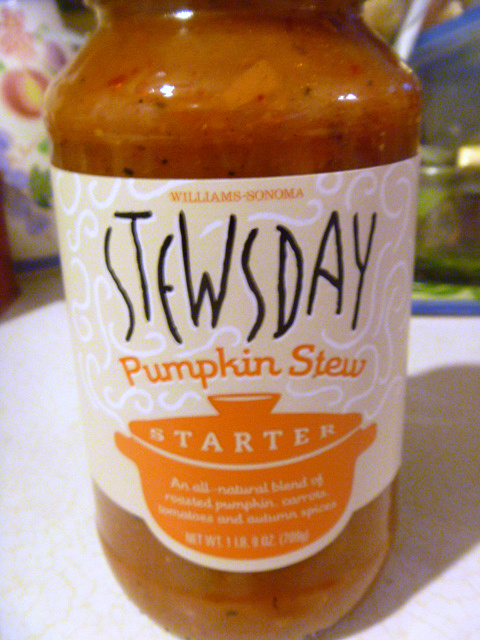 WILLIAMS-SONOMA
STEWSDAY
Pumpkin Stew
STARTER
An all-natural blend of
roasted pumpkin, carrots,
tomatoes and autumn spices
NET WT. 1 LB. 9 OZ. (709g)